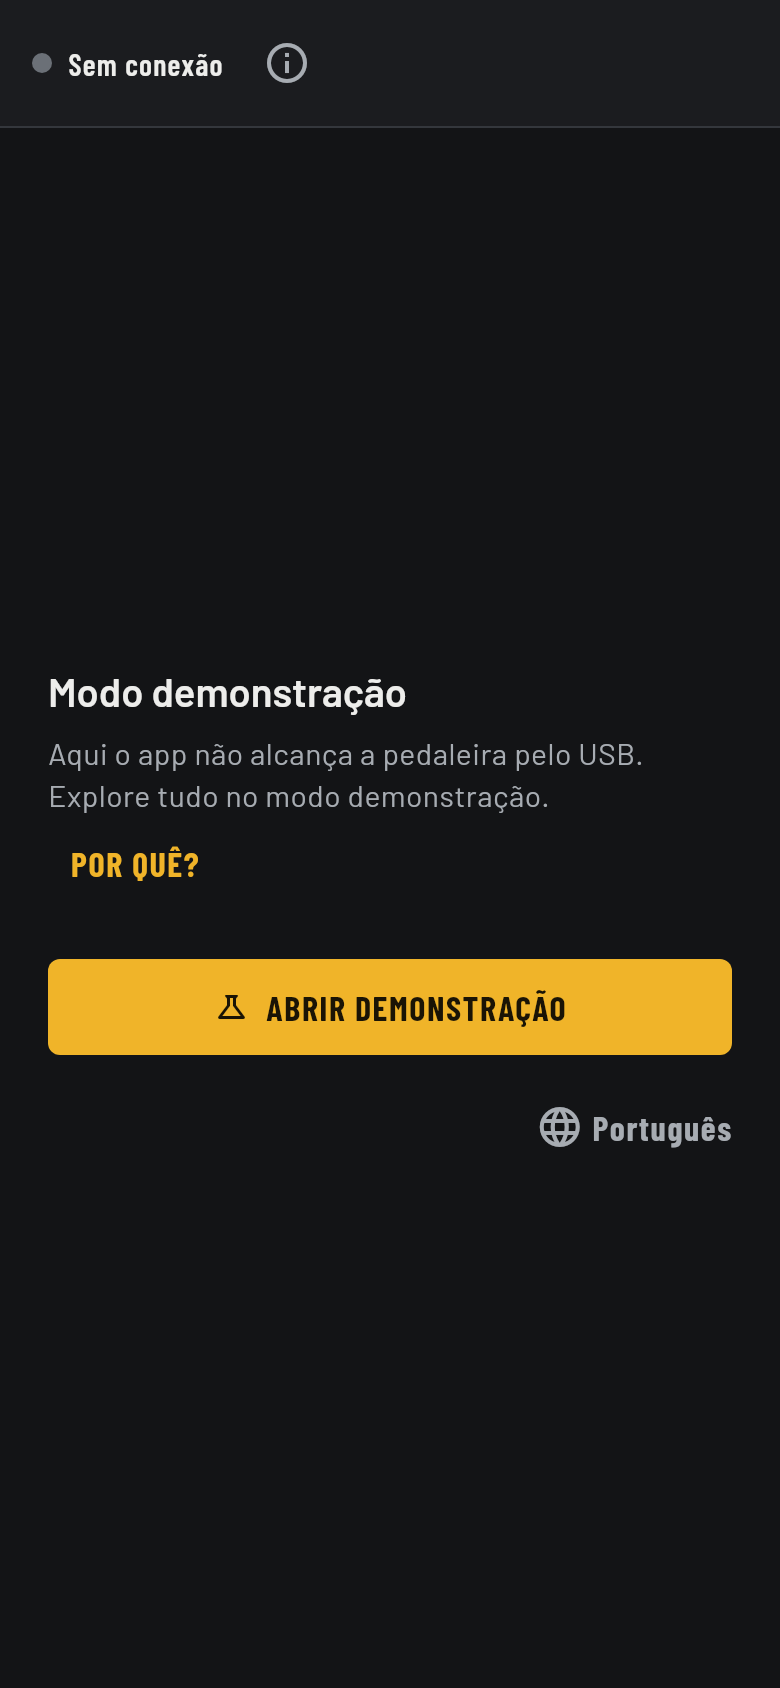 Sem conexão
Modo demonstração
Aqui o app não alcança a pedaleira pelo USB.
Explore tudo no modo demonstração.
POR QUÊ?
ABRIR DEMONSTRAÇÃO
Português